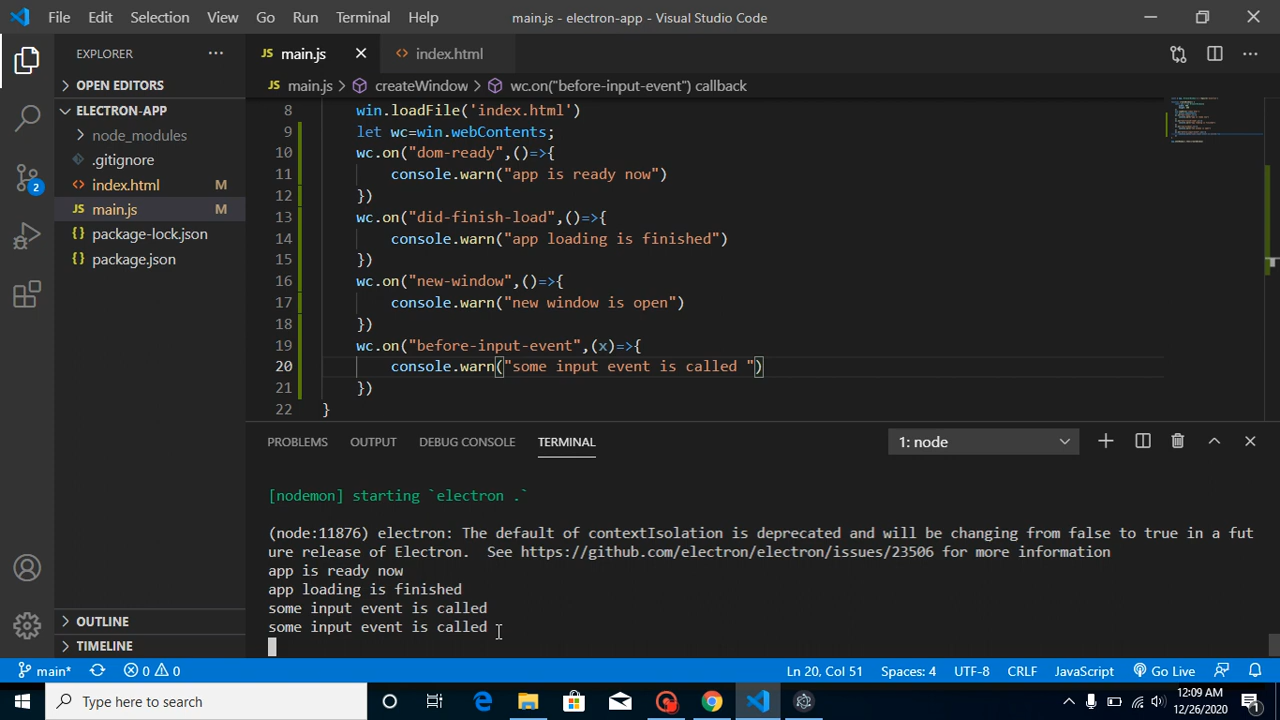 File Edit Selection View Go Run Terminal Help main.js - electron-app - Visual Studio Code
EXPLORER
main.js index.html
OPEN EDITORS
main.js createWindow wc.on("before-input-event") callback
ELECTRON-APP
node_modules
.gitignore
index.html M
main.js M
package-lock.json
package.json
2
OUTLINE
TIMELINE
8 win.loadFile('index.html')
9 let wc=win.webContents;
10 wc.on("dom-ready",()=>{
11 console.warn("app is ready now")
12 })
13 wc.on("did-finish-load",()=>{
14 console.warn("app loading is finished")
15 })
16 wc.on("new-window",()=>{
17 console.warn("new window is open")
18 })
19 wc.on("before-input-event",(x)=>{
20 console.warn("some input event is called ")
21 })
22 }
PROBLEMS OUTPUT DEBUG CONSOLE TERMINAL 1: node
[nodemon] starting `electron .`
(node:11876) electron: The default of contextIsolation is deprecated and will be changing from false to true in a fut
ure release of Electron. See https://github.com/electron/electron/issues/23506 for more information
app is ready now
app loading is finished
some input event is called
some input event is called
main* 0 0 Ln 20, Col 51 Spaces: 4 UTF-8 CRLF JavaScript Go Live
Type here to search
12:09 AM
12/26/2020
1